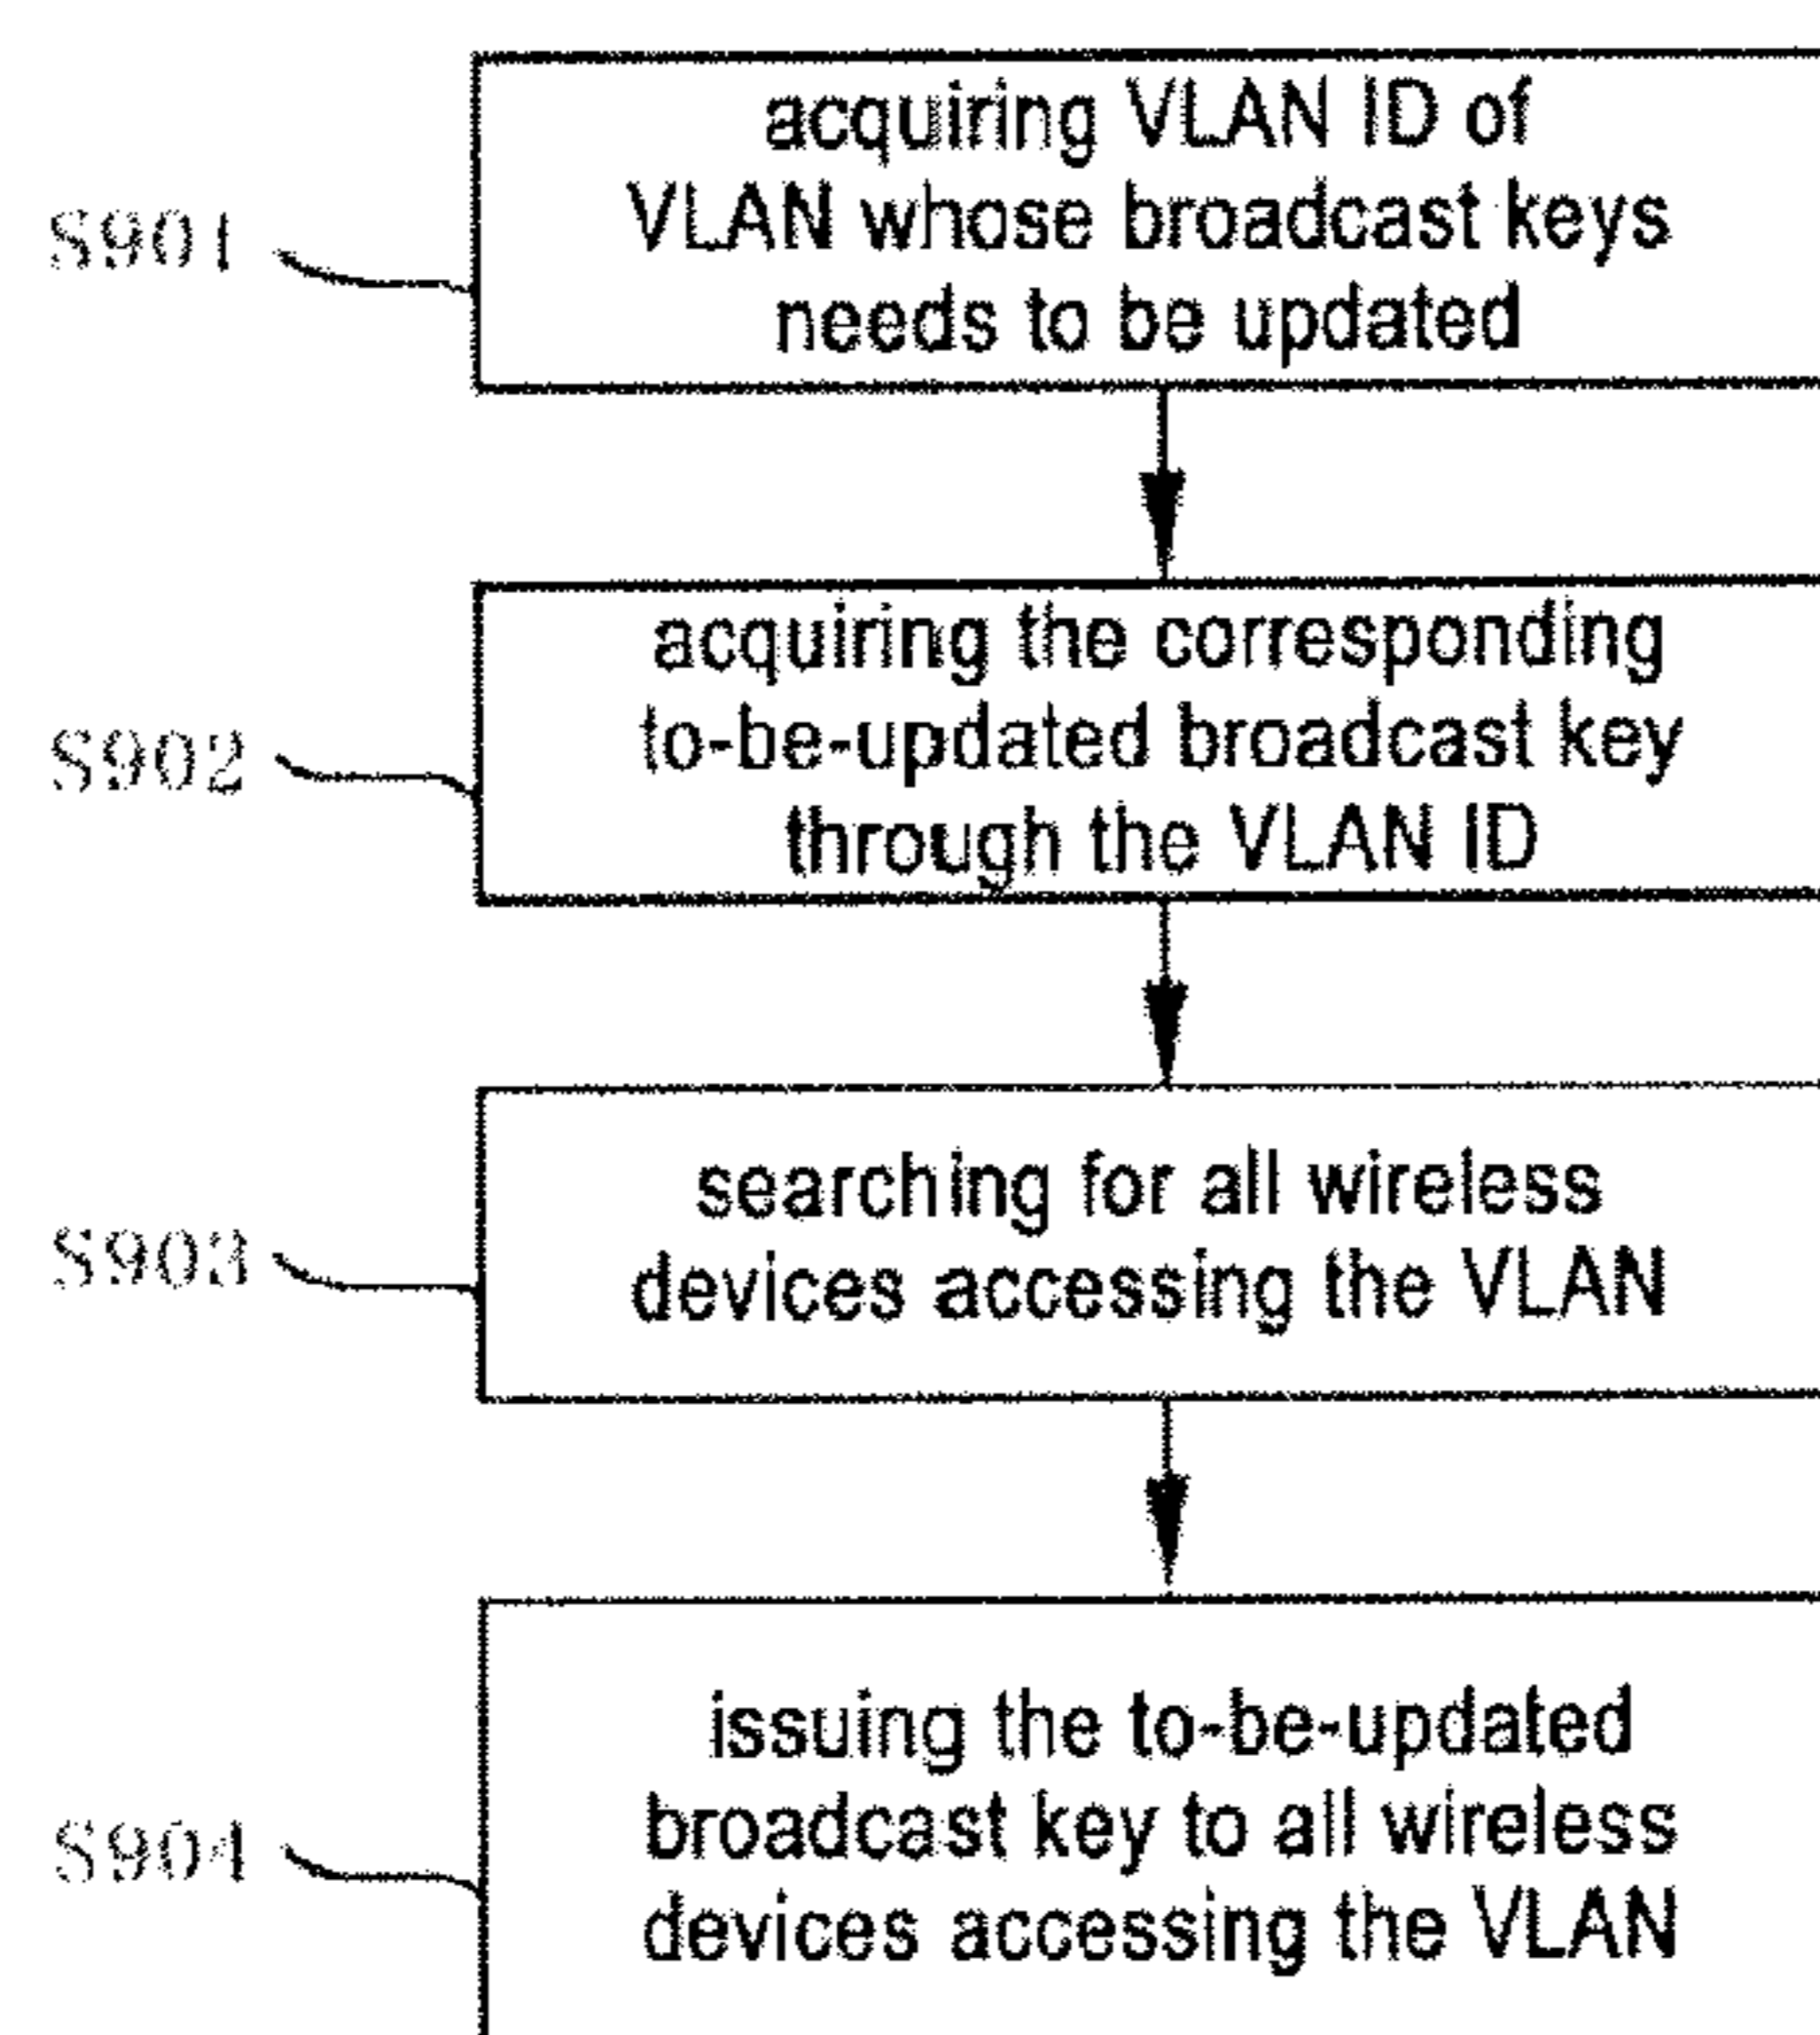 acquiring VLAN ID of
VLAN whose broadcast keys
needs to be updated
S901
acquiring the corresponding
to-be-updated broadcast key
through the VLAN ID
S902
searching for all wireless
devices accessing the VLAN
S903
issuing the to-be-updated
broadcast key to all wireless
devices accessing the VLAN
S904